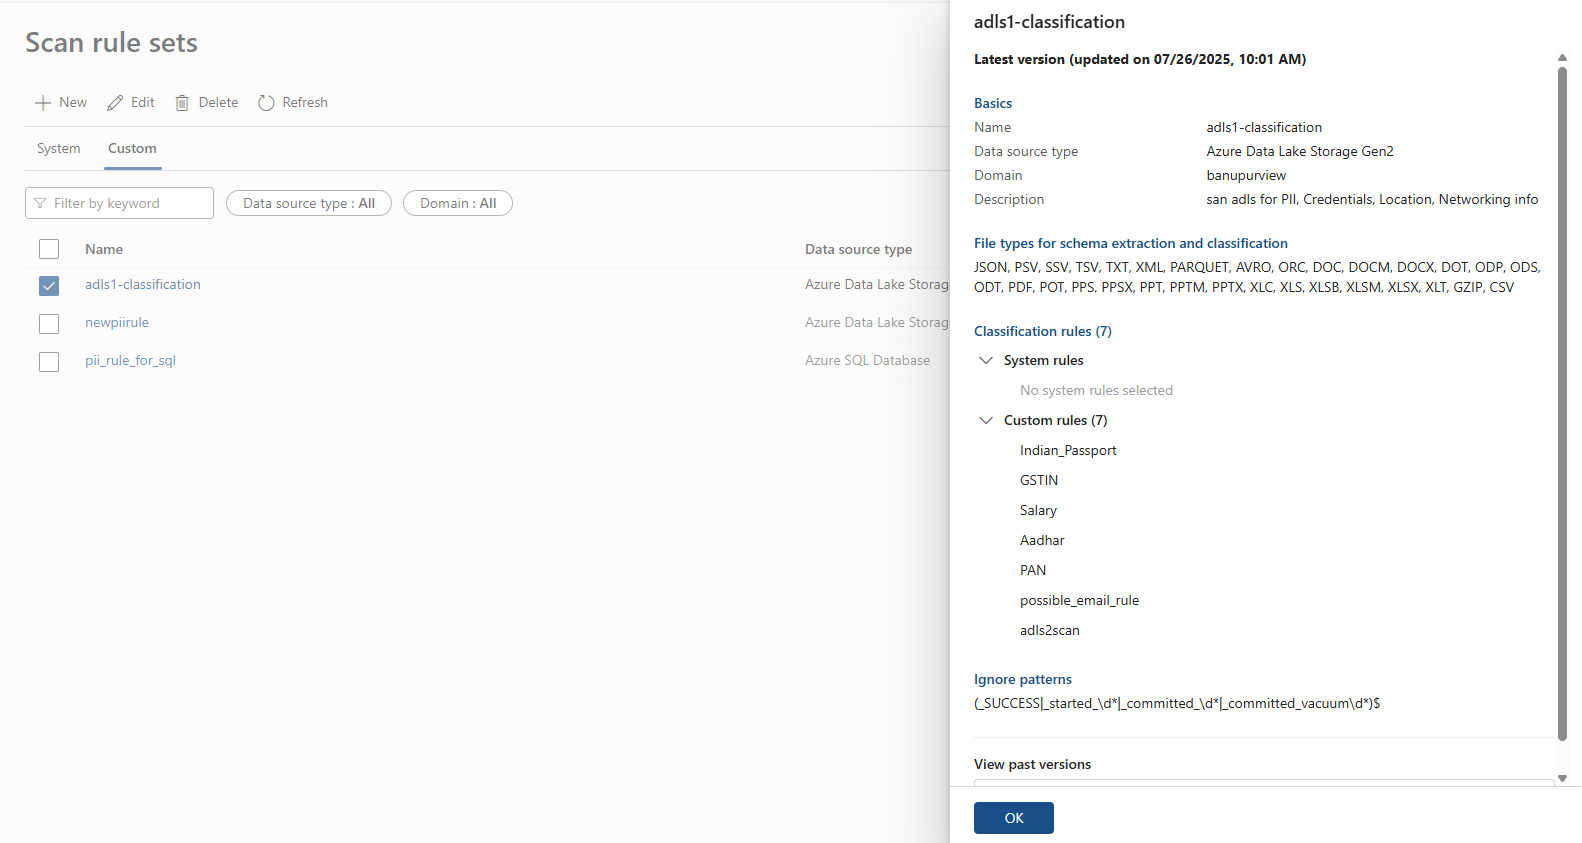 Scan rule sets
New Edit Delete Refresh
System Custom
Filter by keyword Data source type : All Domain : All
Name Data source type
adls1-classification Azure Data Lake Storag
newpiirule Azure Data Lake Storag
pii_rule_for_sql Azure SQL Database
adls1-classification
Latest version (updated on 07/26/2025, 10:01 AM)
Basics
Name adls1-classification
Data source type Azure Data Lake Storage Gen2
Domain banupurview
Description san adls for PII, Credentials, Location, Networking info
File types for schema extraction and classification
JSON, PSV, SSV, TSV, TXT, XML, PARQUET, AVRO, ORC, DOC, DOCM, DOCX, DOT, ODP, ODS,
ODT, PDF, POT, PPS, PPSX, PPT, PPTM, PPTX, XLC, XLS, XLSB, XLSM, XLSX, XLT, GZIP, CSV
Classification rules (7)
System rules
No system rules selected
Custom rules (7)
Indian_Passport
GSTIN
Salary
Aadhar
PAN
possible_email_rule
adls2scan
Ignore patterns
(_SUCCESS|_started_\d*|_committed_\d*|_committed_vacuum\d*)$
View past versions
OK